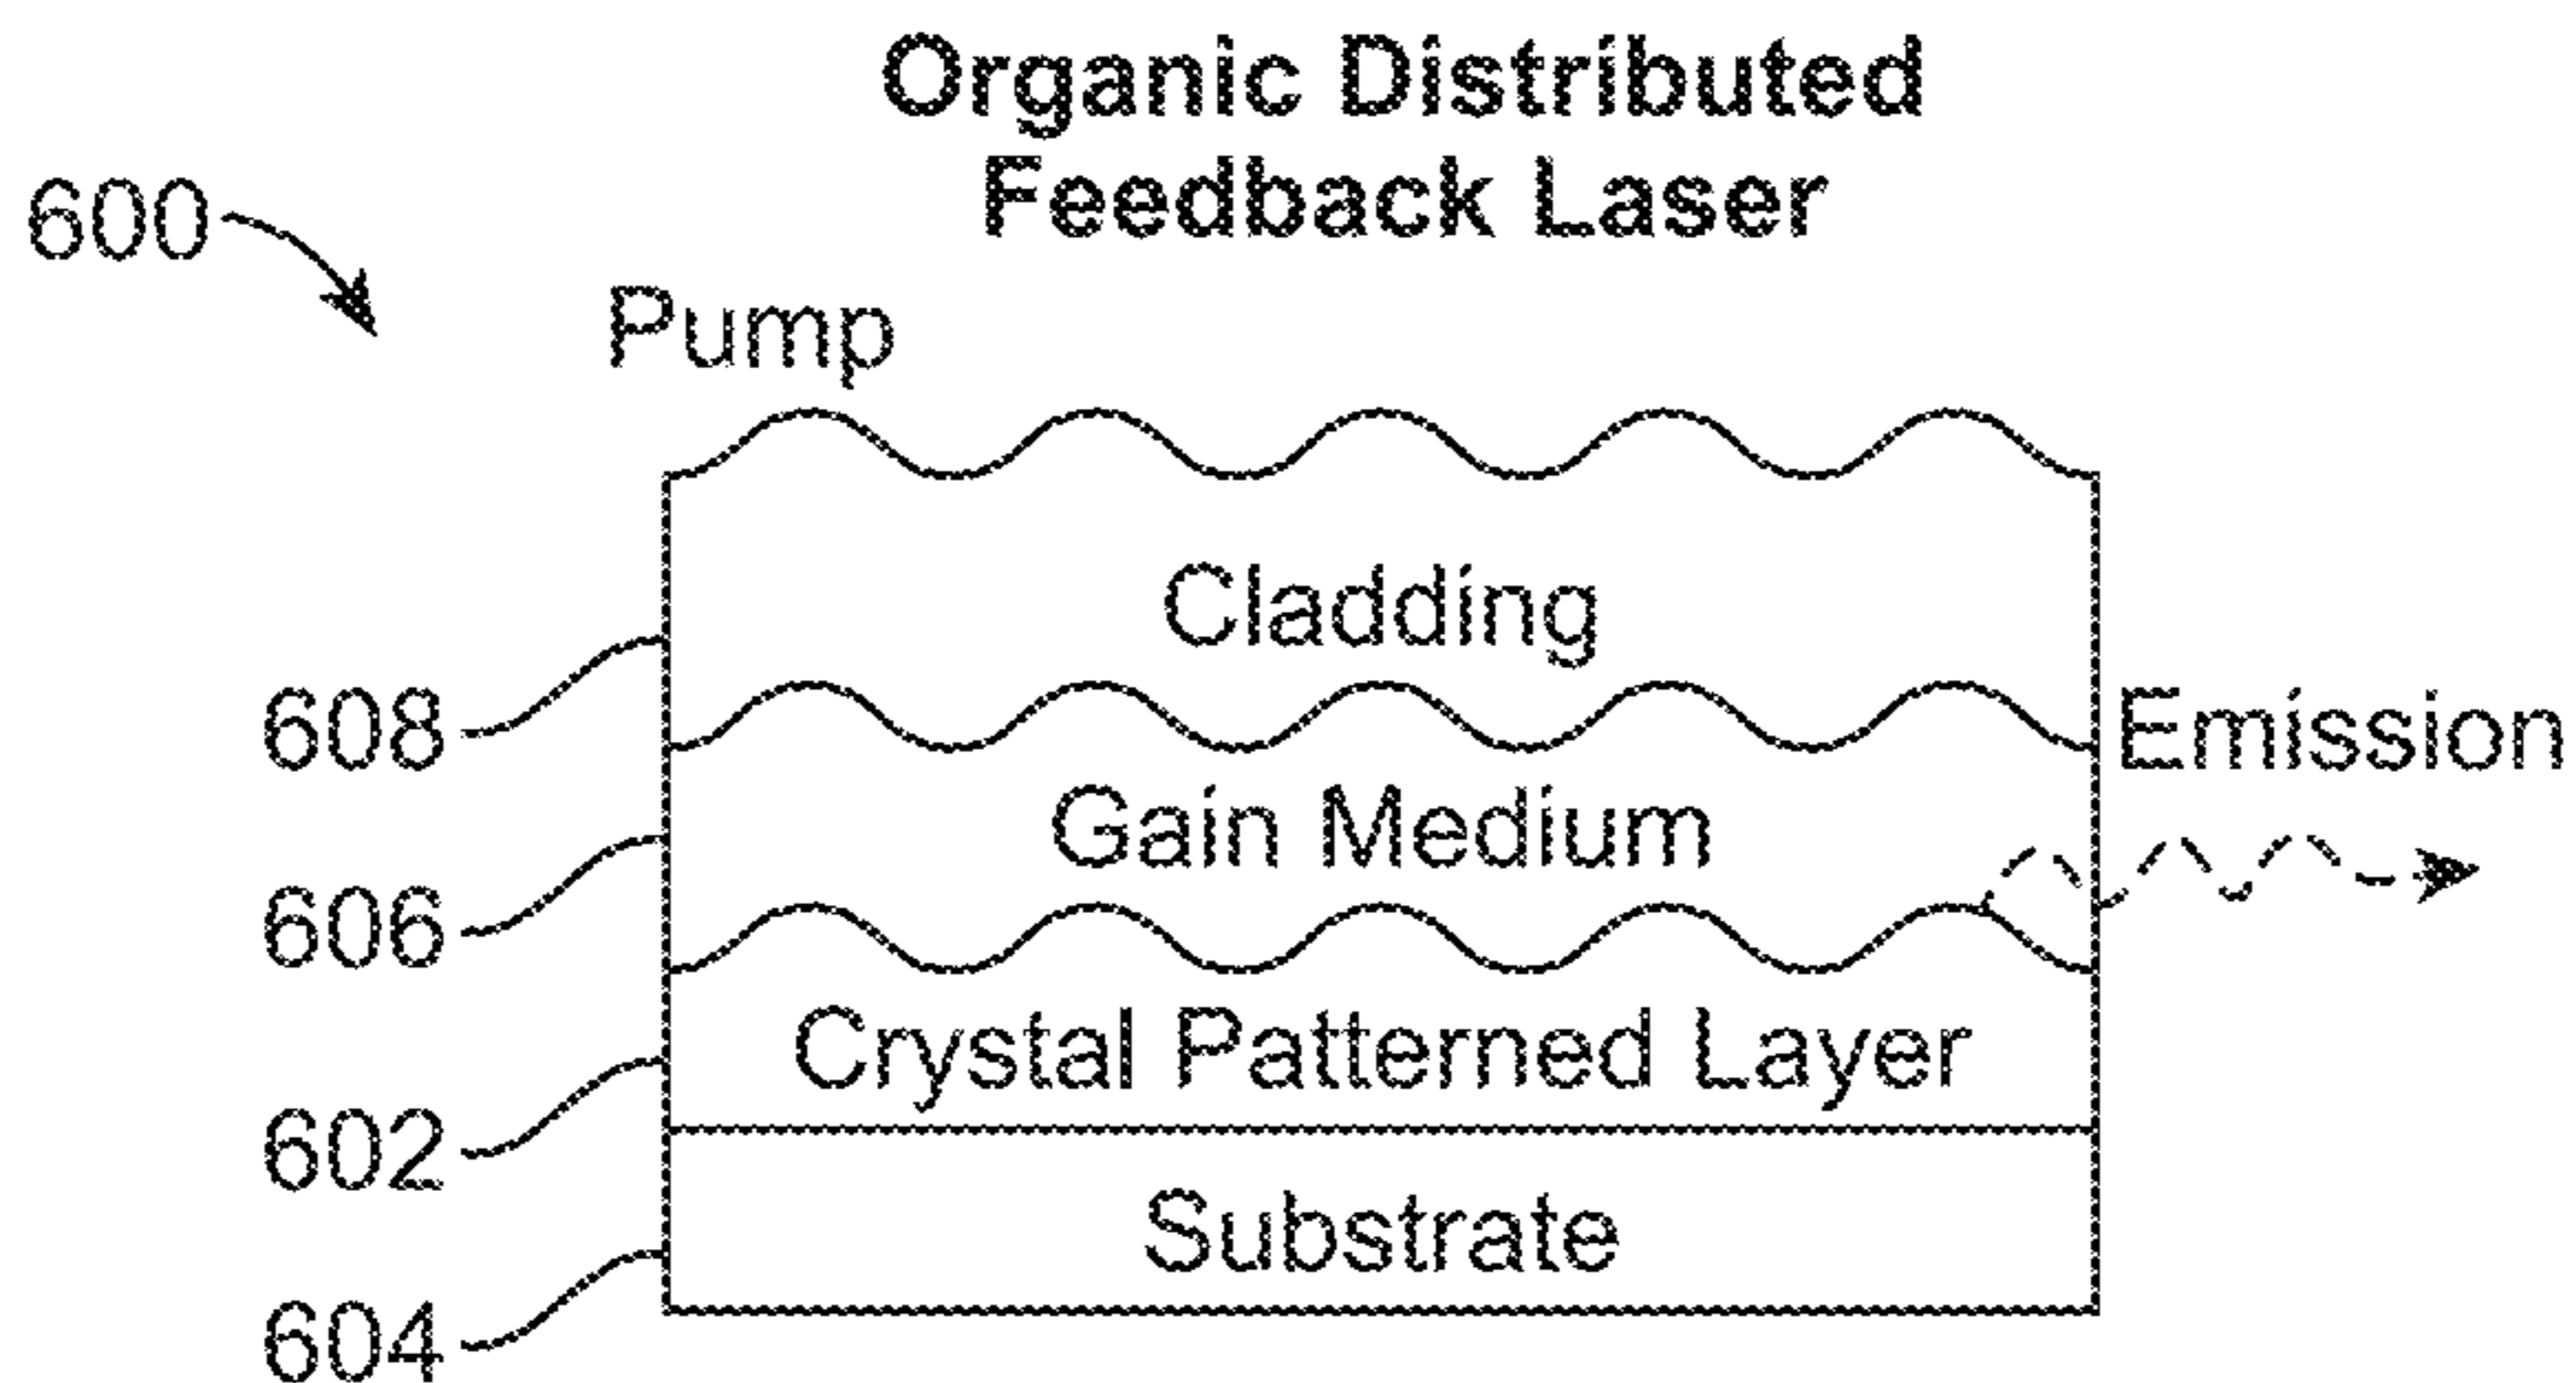 Organic Distributed
Feedback Laser
600
Pump
Cladding
608
Emission
Gain Medium
606
Crystal Patterned Layer
602
Substrate
604